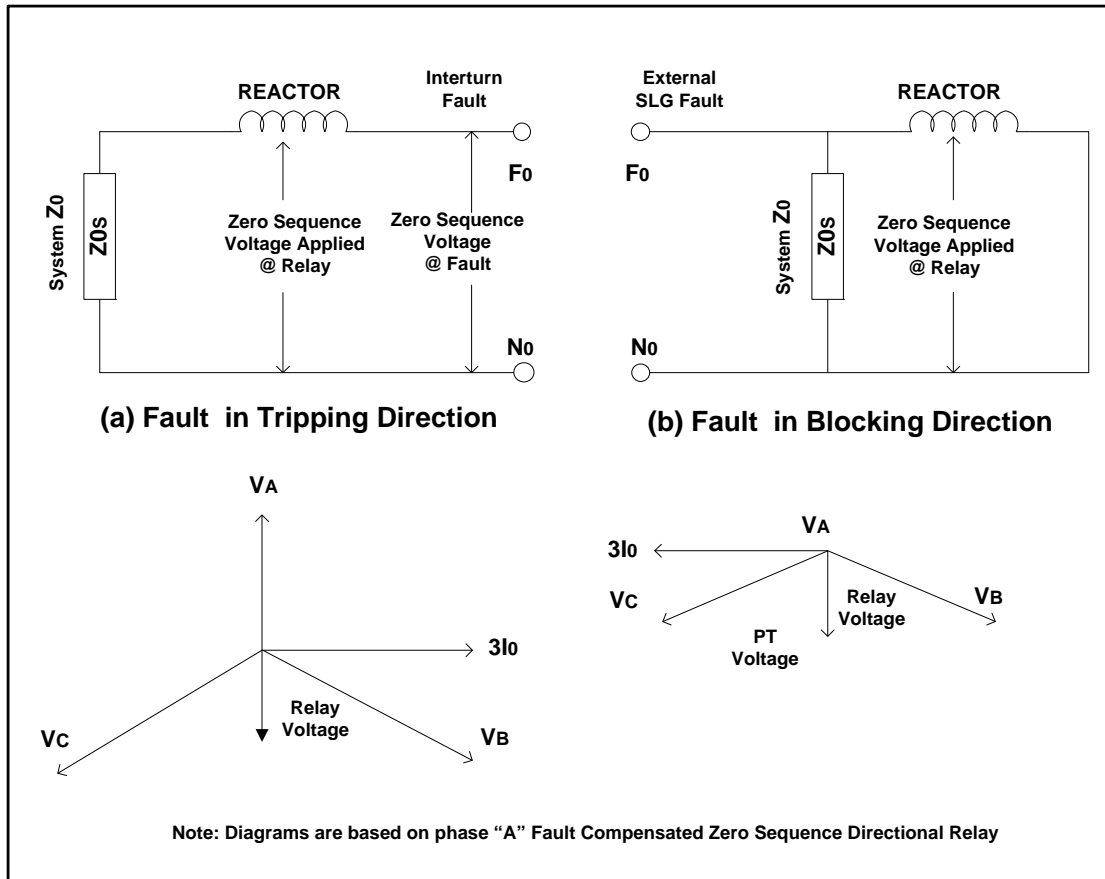 REACTOR
Interturn
Fault
F0
System Z0
Z0S
Zero Sequence
Voltage Applied
@ Relay
Zero Sequence
Voltage
@ Fault
N0
(a) Fault in Tripping Direction
External
SLG Fault
REACTOR
F0
System Z0
Z0S
Zero Sequence
Voltage Applied
@ Relay
N0
(b) Fault in Blocking Direction
VA
3I0
Relay
Voltage
VC
VB
VA
3I0
VC
Relay
Voltage
VB
PT
Voltage
Note: Diagrams are based on phase “A” Fault Compensated Zero Sequence Directional Relay